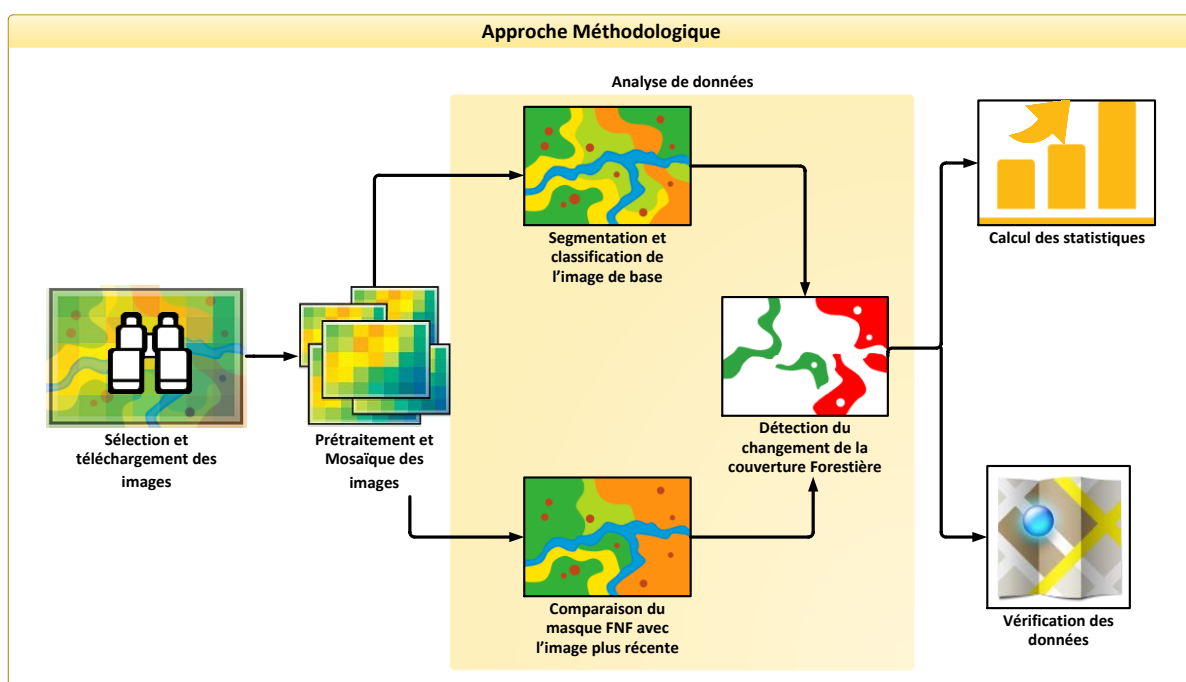 Approche Méthodologique
Analyse de données
Segmentation et
classification de
l'image de base
Calcul des statistiques
Sélection et
téléchargement des
images
Prétraitement et
Mosaïque des
images
Détection du
changement de la
couverture Forestière
Comparaison du
masque FNF avec
l'image plus récente
Vérification des
données